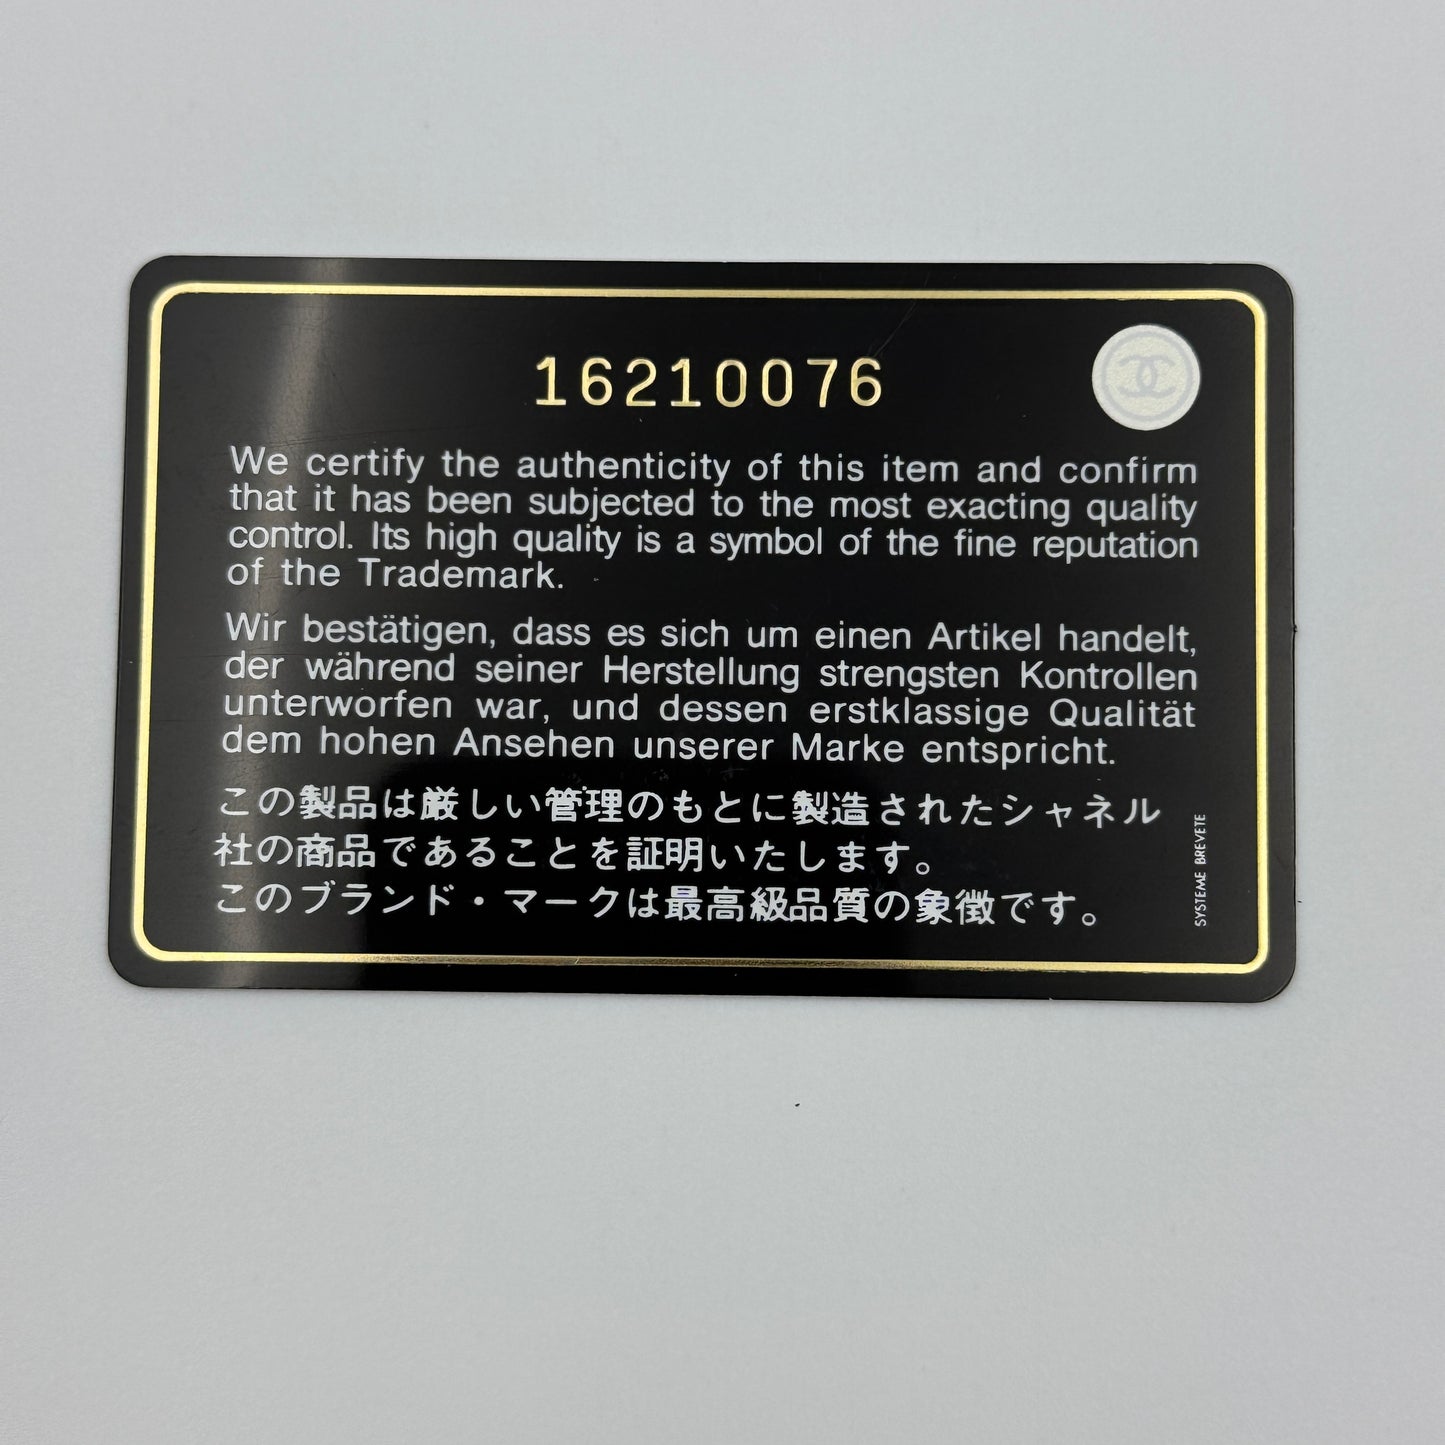 16210076
We certify the authenticity of this item and confirm
that it has been subjected to the most exacting quality
control. Its high quality is a symbol of the fine reputation
of the Trademark.
Wir bestätigen, dass es sich um einen Artikel handelt,
der während seiner Herstellung strengsten Kontrollen
unterworfen war, und dessen erstklassige Qualität
dem hohen Ansehen unserer Marke entspricht.
この製品は厳しい管理のもとに製造されたシャネル
社の商品であることを証明いたします。
このブランド・マークは最高級品質の象徴です。
SYSTEME BREVETE